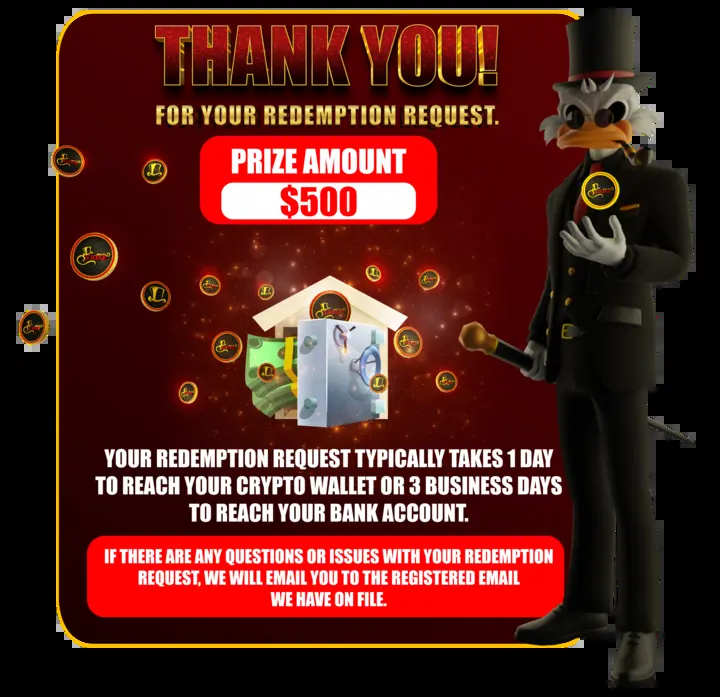 THANK YOU!
FOR YOUR REDEMPTION REQUEST.
PRIZE AMOUNT
$500
YOUR REDEMPTION REQUEST TYPICALLY TAKES 1 DAY
TO REACH YOUR CRYPTO WALLET OR 3 BUSINESS DAYS
TO REACH YOUR BANK ACCOUNT.
IF THERE ARE ANY QUESTIONS OR ISSUES WITH YOUR REDEMPTION
REQUEST, WE WILL EMAIL YOU TO THE REGISTERED EMAIL
WE HAVE ON FILE.